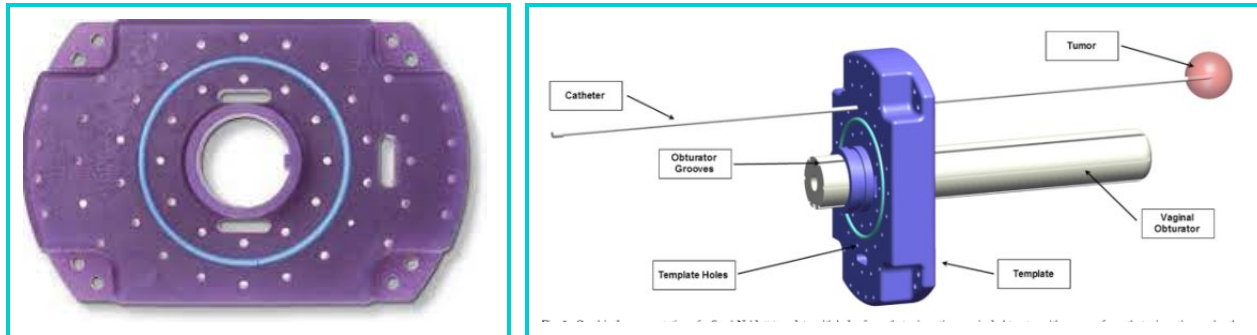 Tumor
Catheter
Obturator
Grooves
Vaginal
Obturator
Template Holes
Template